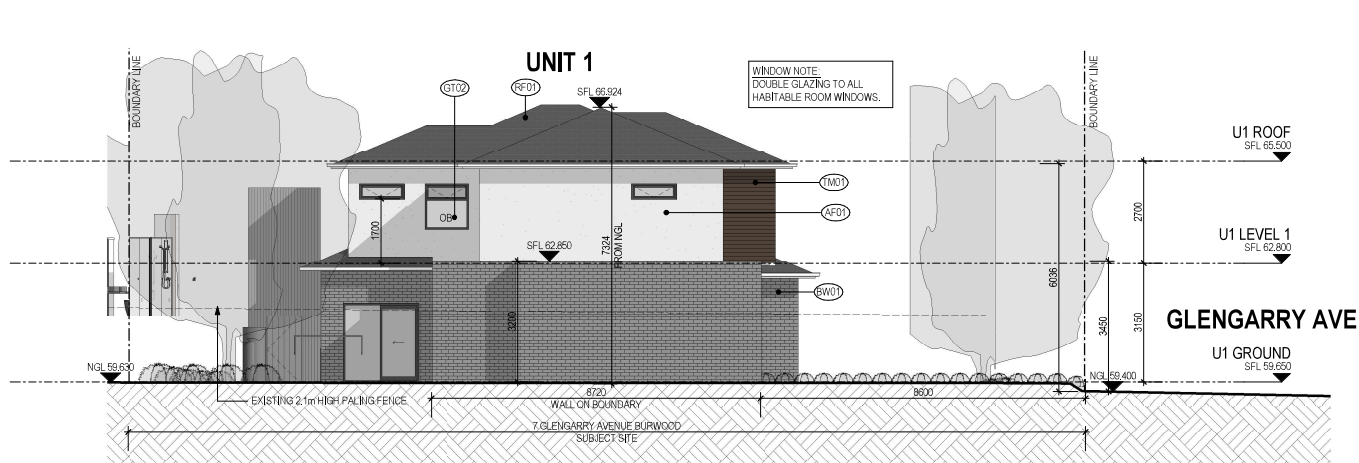 UNIT 1
WINDOW NOTE:
DOUBLE GLAZING TO ALL
HABITABLE ROOM WINDOWS.
BOUNDARY LINE
BOUNDARY LINE
GT02
RF01
SFL 66.924
U1 ROOF
SFL 65.500
TM01
AF01
OB
1700
7324
FROM NGL
2700
SFL 62.850
U1 LEVEL 1
SFL 62.800
6036
BW01
3200
3450
3150
GLENGARRY AVE
U1 GROUND
SFL 59.650
NGL 59.630
NGL 59.400
EXISTING 2.1m HIGH PALING FENCE
8720
WALL ON BOUNDARY
8600
7 GLENGARRY AVENUE BURWOOD
SUBJECT SITE